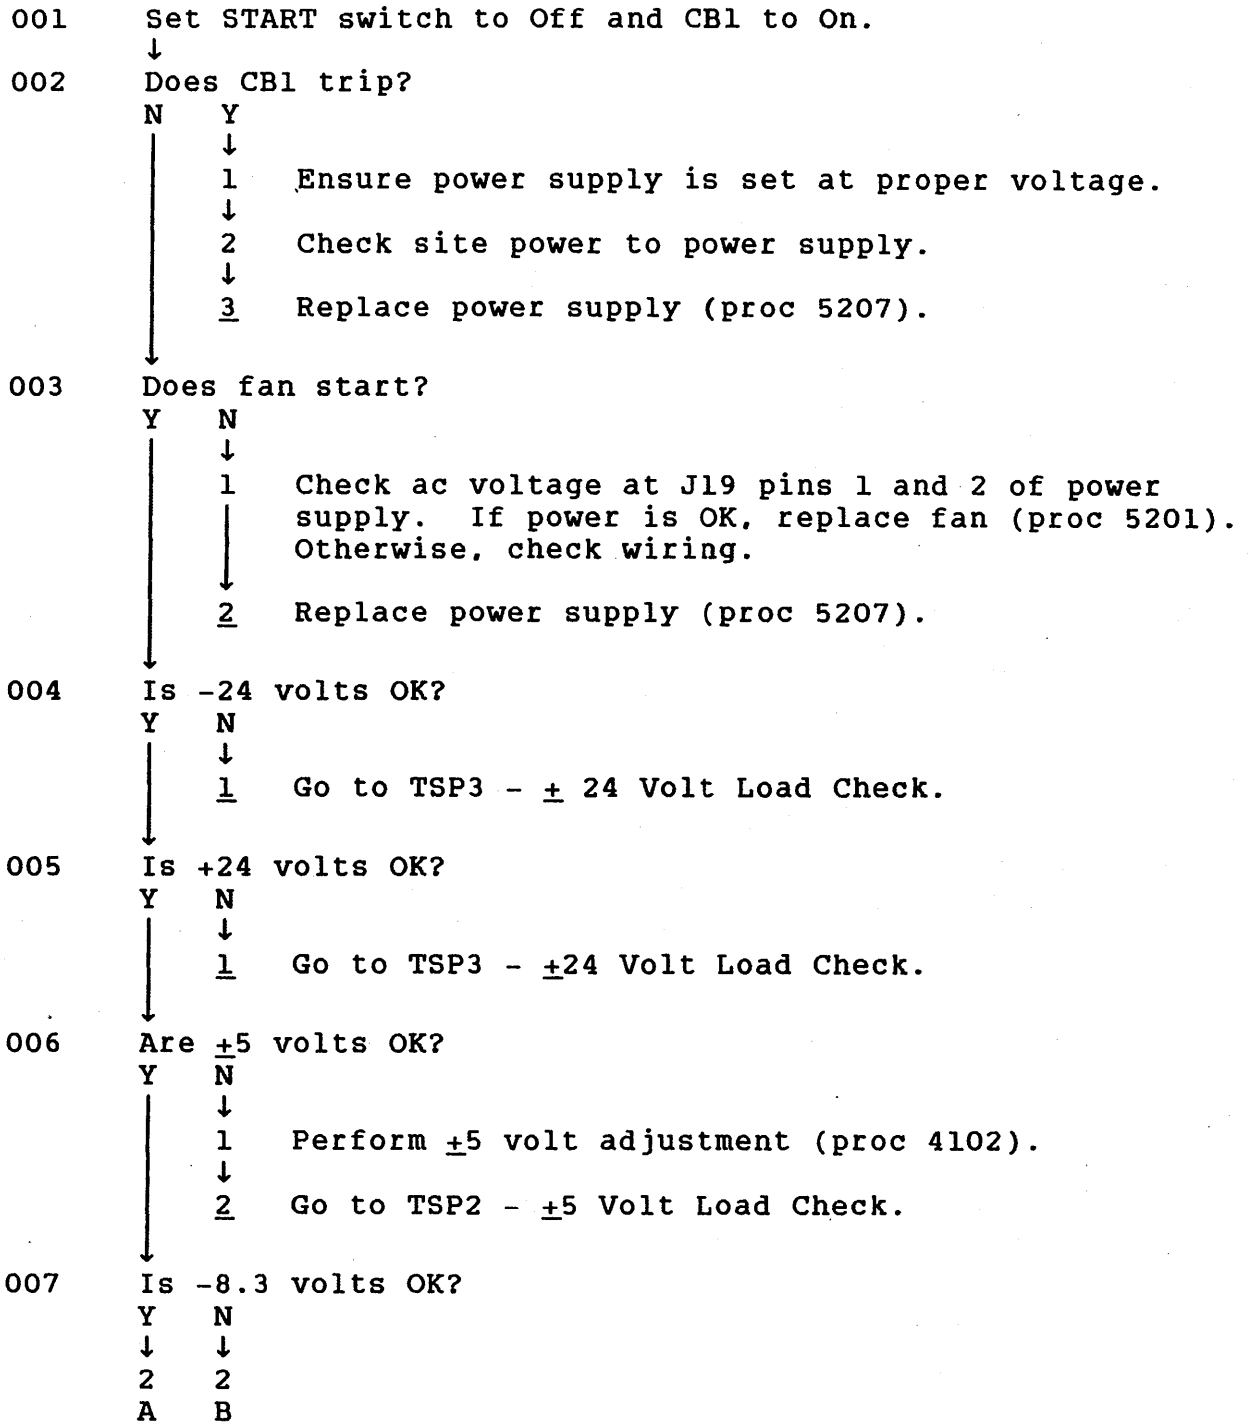 001 Set START switch to Off and CB1 to On.
↓
002 Does CB1 trip?
N Y
↓
1 Ensure power supply is set at proper voltage.
↓
2 Check site power to power supply.
↓
3 Replace power supply (proc 5207).
003 Does fan start?
Y N
↓
1 Check ac voltage at J19 pins 1 and 2 of power
supply. If power is OK, replace fan (proc 5201).
Otherwise, check wiring.
2 Replace power supply (proc 5207).
004 Is -24 volts OK?
Y N
↓
1 Go to TSP3 - ± 24 Volt Load Check.
005 Is +24 volts OK?
Y N
↓
1 Go to TSP3 - ±24 Volt Load Check.
006 Are ±5 volts OK?
Y N
↓
1 Perform ±5 volt adjustment (proc 4102).
↓
2 Go to TSP2 - ±5 Volt Load Check.
007 Is -8.3 volts OK?
Y N
↓ ↓
2 2
A B